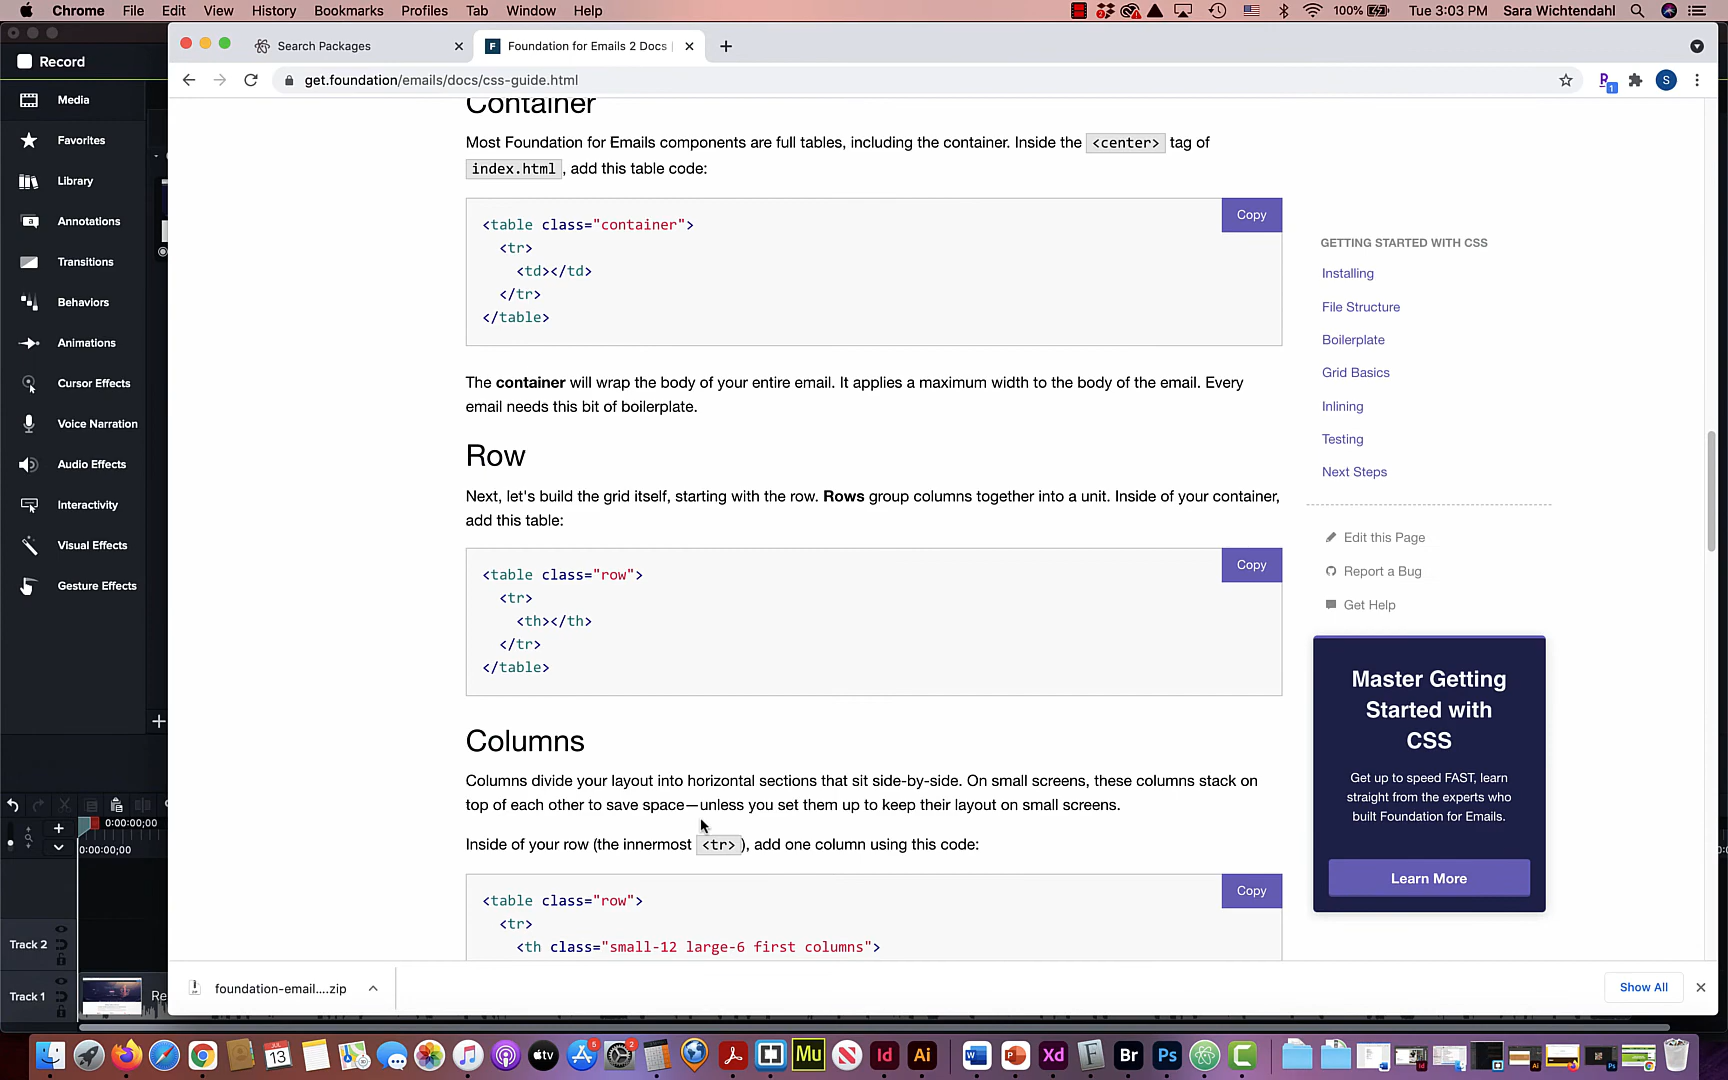 Chrome File Edit View History Bookmarks Profiles Tab Window Help
100% Tue 3:03 PM Sara Wichtendahl
Record
Media
Favorites
Library
Annotations
Transitions
Behaviors
Animations
Cursor Effects
Voice Narration
Audio Effects
Interactivity
Visual Effects
Gesture Effects
0:00:00;00
0:00:00;00
Track 2
Track 1
Re
Search Packages
Foundation for Emails 2 Docs
get.foundation/emails/docs/css-guide.html
S
1
Container
Most Foundation for Emails components are full tables, including the container. Inside the <center> tag of
index.html, add this table code:
Copy
<table class="container">
<tr>
<td></td>
</tr>
</table>
The container will wrap the body of your entire email. It applies a maximum width to the body of the email. Every
email needs this bit of boilerplate.
Row
Next, let's build the grid itself, starting with the row. Rows group columns together into a unit. Inside of your container,
add this table:
Copy
<table class="row">
<tr>
<th></th>
</tr>
</table>
Columns
Columns divide your layout into horizontal sections that sit side-by-side. On small screens, these columns stack on
top of each other to save space—unless you set them up to keep their layout on small screens.
Inside of your row (the innermost <tr>), add one column using this code:
Copy
<table class="row">
<tr>
<th class="small-12 large-6 first columns">
GETTING STARTED WITH CSS
Installing
File Structure
Boilerplate
Grid Basics
Inlining
Testing
Next Steps
Edit this Page
Report a Bug
Get Help
Master Getting
Started with
CSS
Get up to speed FAST, learn
straight from the experts who
built Foundation for Emails.
Learn More
foundation-email....zip
Show All
JUL
13
tv
5
2
Mu
Id
Ai
W
P
Xd
Br
Ps
C